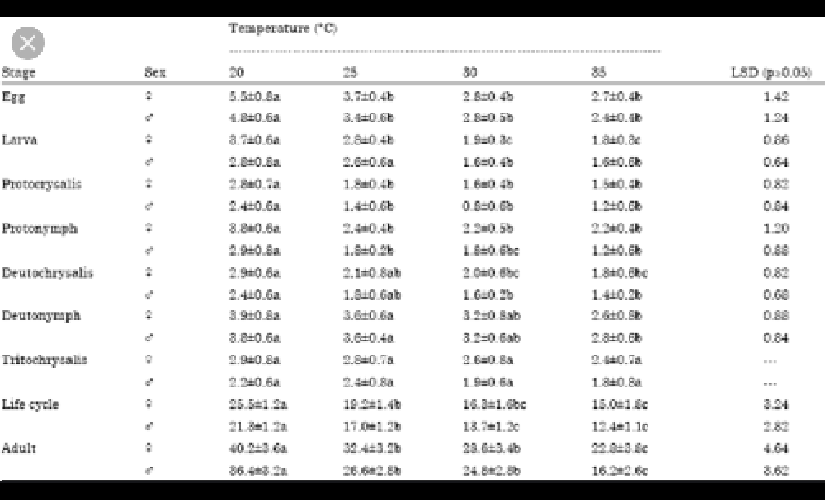 Temperature (°C)
Stage Sex 20 25 30 35 LSD (p≥0.05)
Egg ♀ 5.5±0.8a 3.7±0.4b 2.8±0.4b 2.7±0.4b 1.42
♂ 4.8±0.6a 3.4±0.6b 2.8±0.5b 2.4±0.4b 1.24
Larva ♀ 3.7±0.6a 2.8±0.4b 1.9±0.3c 1.8±0.3c 0.86
♂ 2.8±0.8a 2.6±0.6a 1.6±0.4b 1.6±0.6b 0.64
Protocrysalis ♀ 2.8±0.7a 1.8±0.4b 1.6±0.4b 1.5±0.4b 0.82
♂ 2.4±0.6a 1.4±0.6b 0.8±0.6b 1.2±0.6b 0.84
Protonymph ♀ 3.8±0.6a 2.4±0.4b 2.2±0.5b 2.2±0.4b 1.20
♂ 2.9±0.8a 1.8±0.2b 1.8±0.6bc 1.2±0.6b 0.88
Deutochrysalis ♀ 2.9±0.6a 2.1±0.8ab 2.0±0.6bc 1.8±0.6bc 0.82
♂ 2.4±0.6a 1.8±0.6ab 1.6±0.2b 1.4±0.2b 0.68
Deutonymph ♀ 3.9±0.8a 3.6±0.6a 3.2±0.8ab 2.6±0.8b 0.88
♂ 3.8±0.6a 3.6±0.4a 3.2±0.6ab 2.8±0.6b 0.84
Tritochrysalis ♀ 2.9±0.8a 2.8±0.7a 2.6±0.8a 2.4±0.7a ---
♂ 2.2±0.6a 2.4±0.8a 1.9±0.6a 1.8±0.8a ---
Life cycle ♀ 25.5±1.2a 19.2±1.4b 16.3±1.6bc 15.0±1.8c 3.24
♂ 21.8±1.2a 17.0±1.2b 13.7±1.2c 12.4±1.1c 2.82
Adult ♀ 40.2±3.6a 32.4±3.2b 28.6±3.4b 22.8±3.8c 4.64
♂ 36.4±3.2a 26.6±2.8b 24.8±2.8b 16.2±2.6c 3.62